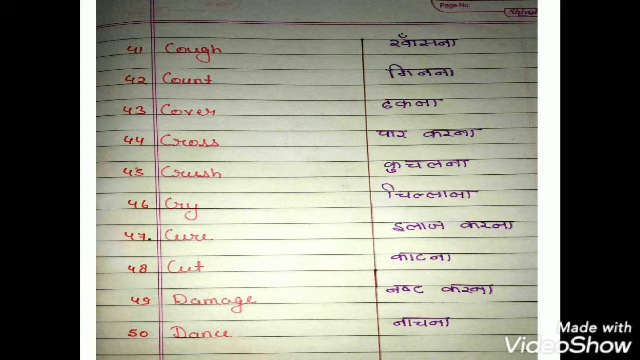 Page No.
41 Cough खाँसना
42 Count गिनना
43 Cover ढकना
44 Cross पार करना
45 Crush कुचलना
46 Cry चिल्लाना
47. Cure इलाज करना
48 Cut काटना
49 Damage नष्ट करना
50 Dance नाचना
Made with
VideoShow